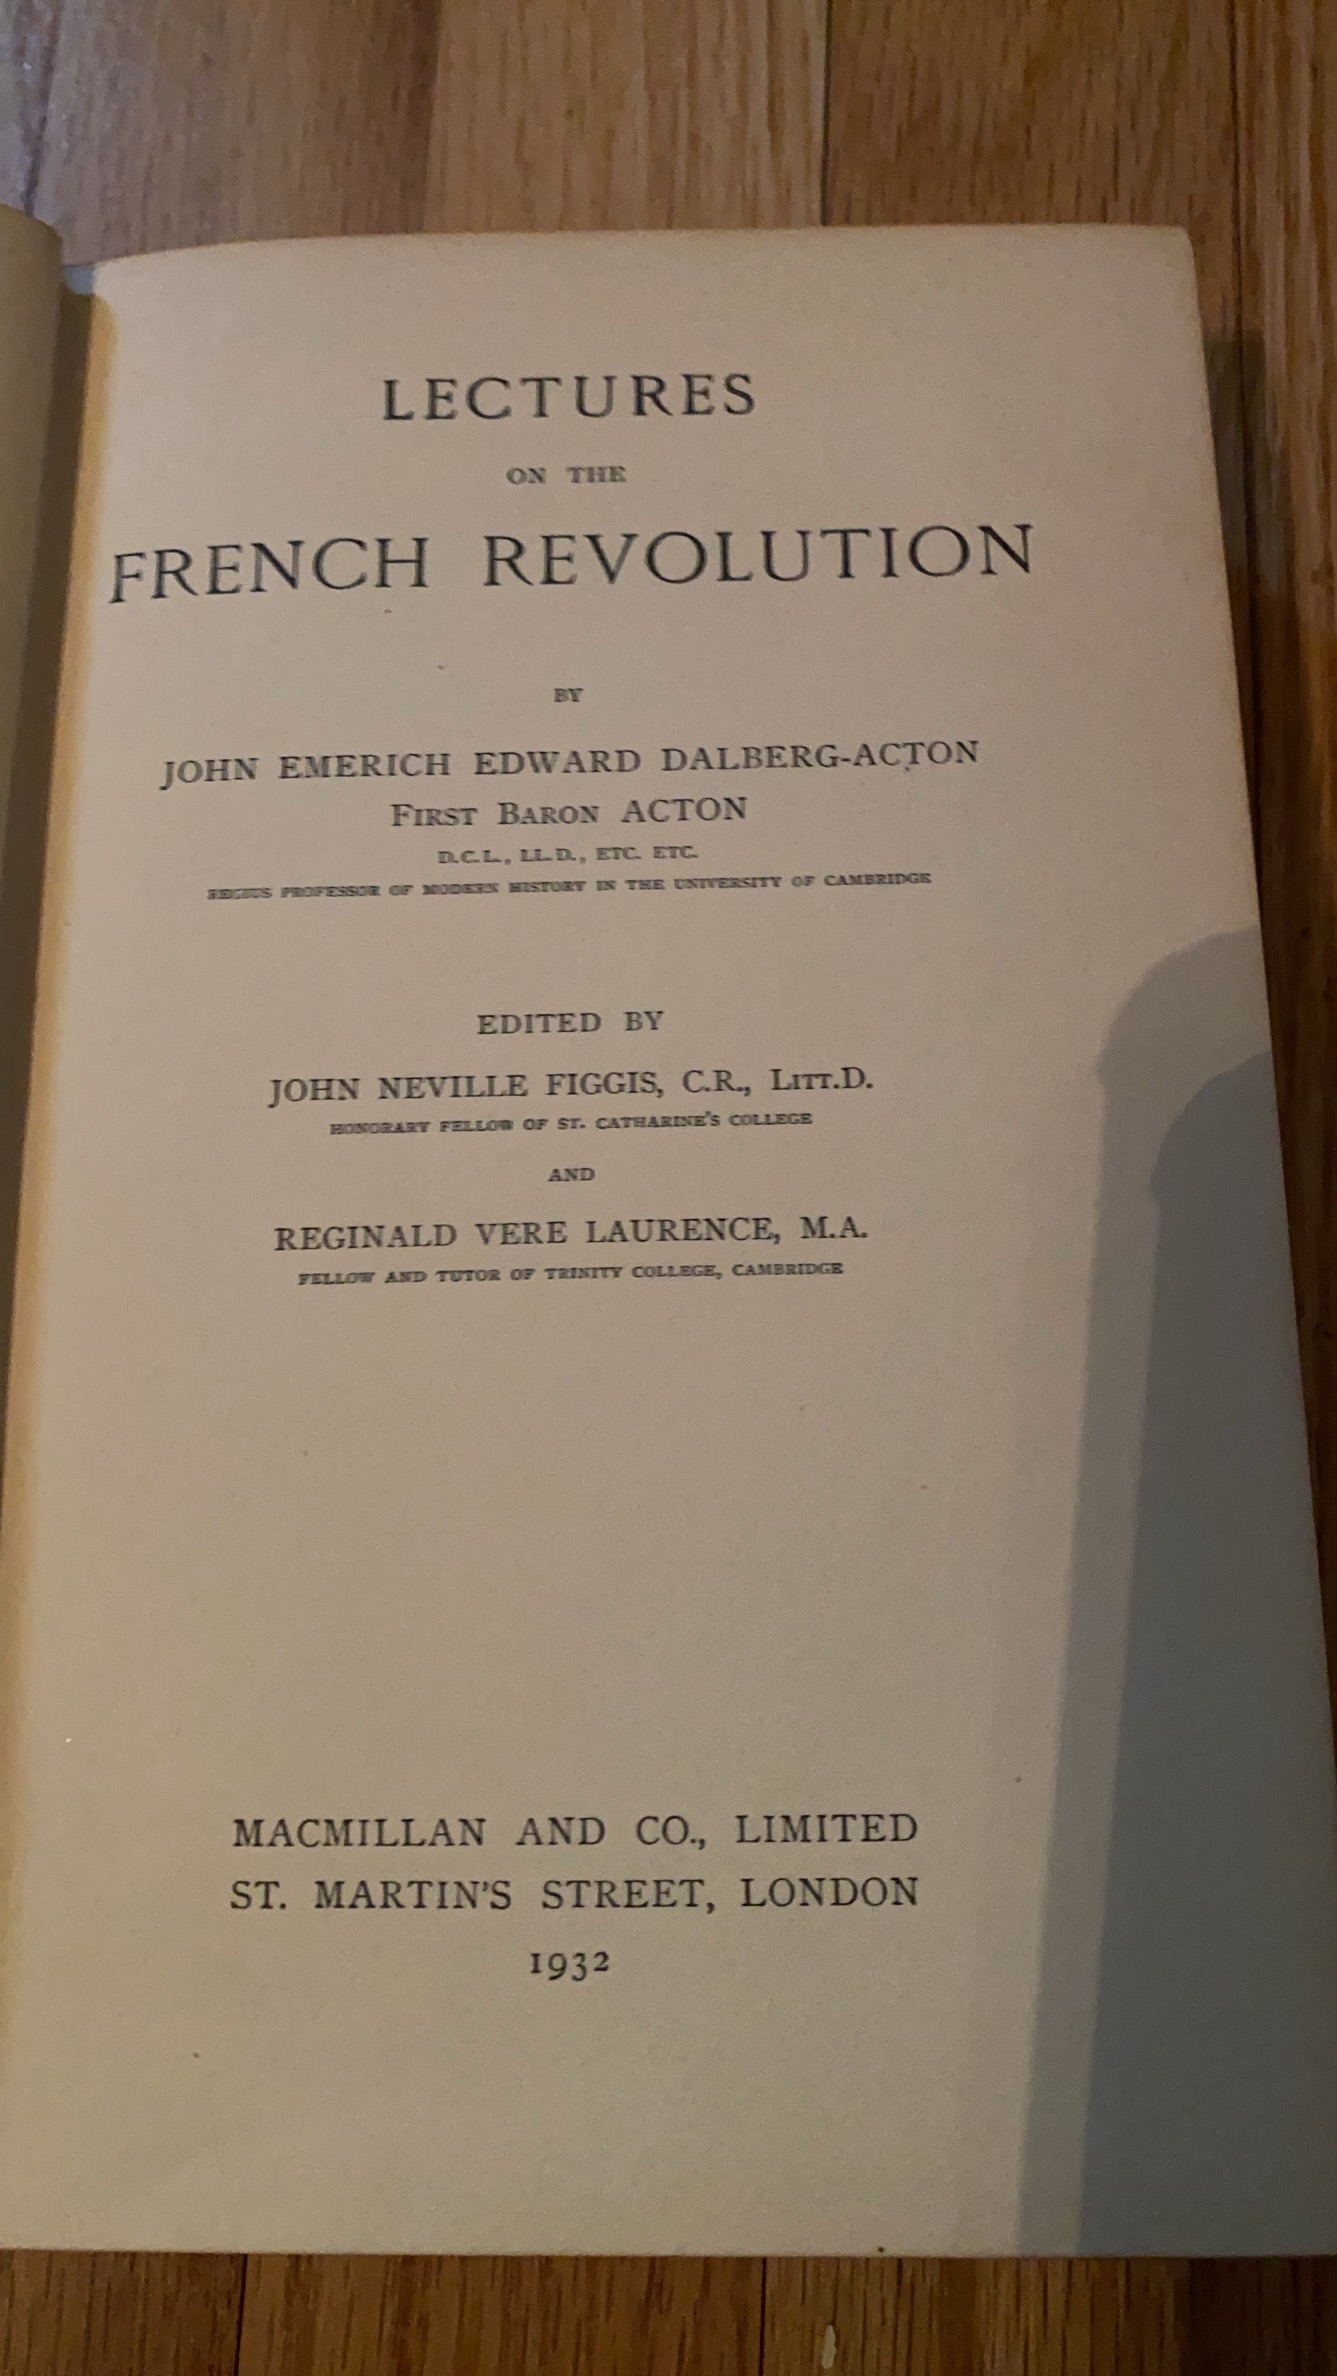 LECTURES
ON THE
FRENCH REVOLUTION
BY
JOHN EMERICH EDWARD DALBERG-ACTON
FIRST BARON ACTON
D.C.L., LL.D., ETC. ETC.
REGIUS PROFESSOR OF MODERN HISTORY IN THE UNIVERSITY OF CAMBRIDGE
EDITED BY
JOHN NEVILLE FIGGIS, C.R., LITT.D.
HONORARY FELLOW OF ST. CATHARINE'S COLLEGE
AND
REGINALD VERE LAURENCE, M.A.
FELLOW AND TUTOR OF TRINITY COLLEGE, CAMBRIDGE
MACMILLAN AND CO., LIMITED
ST. MARTIN'S STREET, LONDON
1932